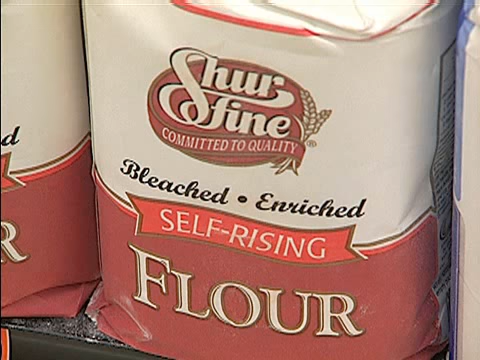 Shur
fine
COMMITTED TO QUALITY
®
Bleached • Enriched
SELF-RISING
FLOUR
d
R